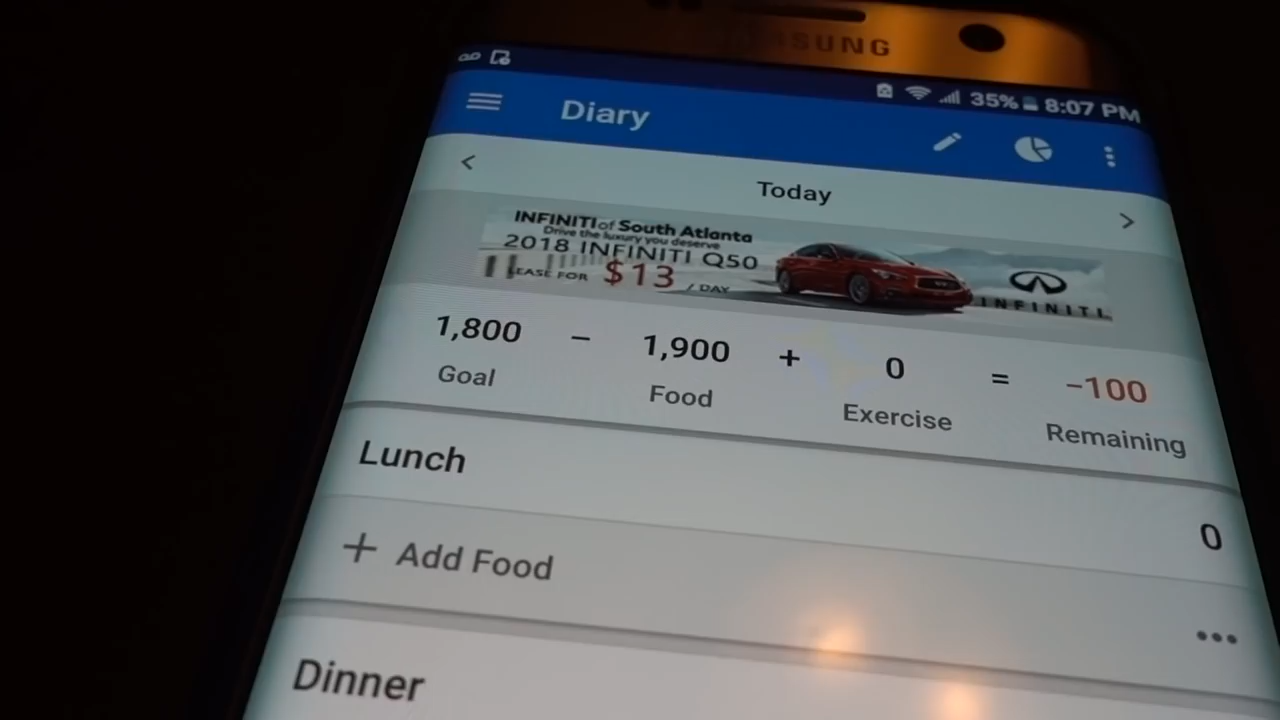 SUNG
35% 8:07 PM
Diary
Today
INFINITI of South Atlanta
Drive the luxury you deserve
2018 INFINITI Q50
LEASE FOR $13 / DAY
INFINITI
1,800 - 1,900 + 0 = -100
Goal Food Exercise Remaining
Lunch
0
+ Add Food
Dinner